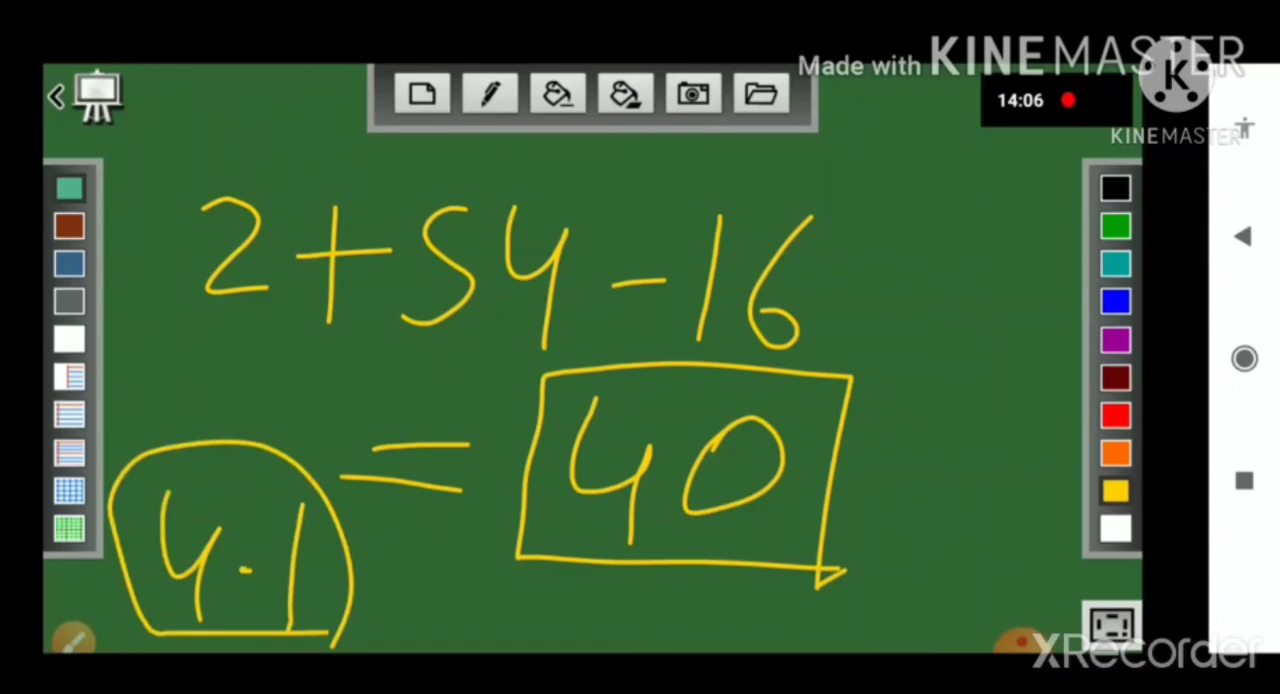 Made with KINEMASTER
14:06
K
KINEMASTER
2+54-16
= 40
4.1
XRecorder